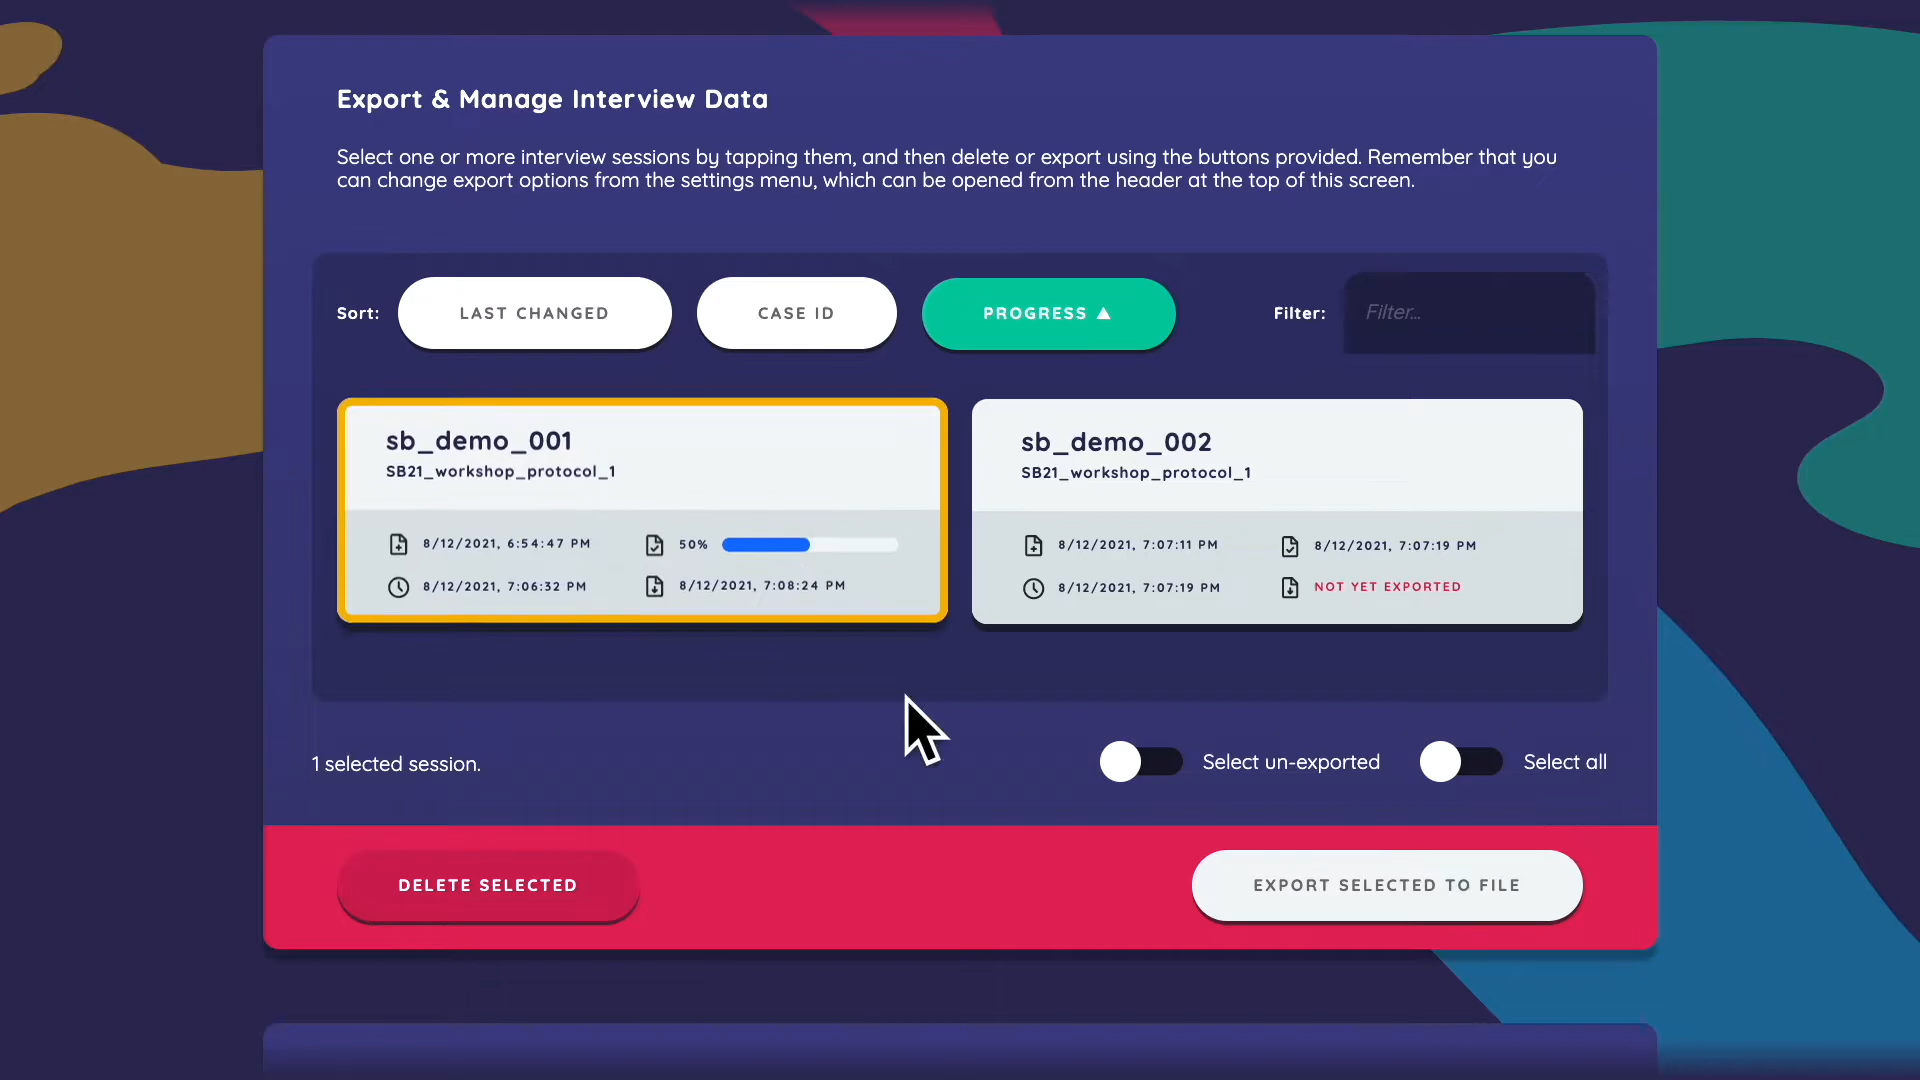 Export & Manage Interview Data
Select one or more interview sessions by tapping them, and then delete or export using the buttons provided. Remember that you
can change export options from the settings menu, which can be opened from the header at the top of this screen.
Sort: LAST CHANGED CASE ID PROGRESS ▲ Filter: Filter...
sb_demo_001
SB21_workshop_protocol_1
8/12/2021, 6:54:47 PM 50%
8/12/2021, 7:06:32 PM 8/12/2021, 7:08:24 PM
sb_demo_002
SB21_workshop_protocol_1
8/12/2021, 7:07:11 PM 8/12/2021, 7:07:19 PM
8/12/2021, 7:07:19 PM NOT YET EXPORTED
1 selected session. Select un-exported Select all
DELETE SELECTED EXPORT SELECTED TO FILE